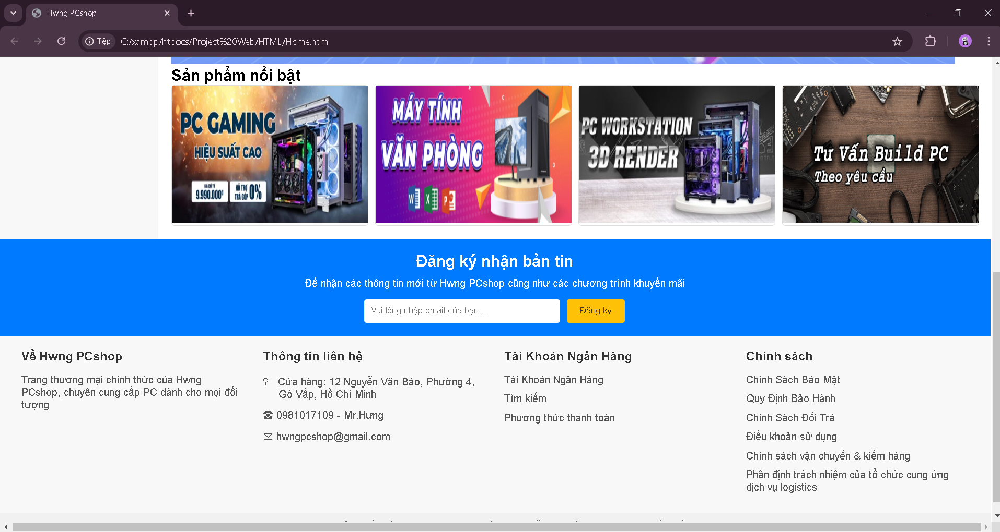 Hwng PCshop
Tệp
C:/xampp/htdocs/Project%20Web/HTML/Home.html
Sản phẩm nổi bật
PC GAMING
HIỆU SUẤT CAO
GIÁ CHỈ TỪ
9.990.000đ
HỖ TRỢ
TRẢ GÓP
0%
MÁY TÍNH
VĂN PHÒNG
W
X
P
PC WORKSTATION
3D RENDER
Tư Vấn Build PC
Theo yêu cầu
Đăng ký nhận bản tin
Để nhận các thông tin mới từ Hwng PCshop cũng như các chương trình khuyến mãi
Vui lòng nhập email của bạn...
Đăng ký
Về Hwng PCshop
Trang thương mại chính thức của Hwng
PCshop, chuyên cung cấp PC dành cho mọi đối
tượng
Thông tin liên hệ
Cửa hàng: 12 Nguyễn Văn Bảo, Phường 4,
Gò Vấp, Hồ Chí Minh
0981017109 - Mr.Hưng
hwngpcshop@gmail.com
Tài Khoản Ngân Hàng
Tài Khoản Ngân Hàng
Tìm kiếm
Phương thức thanh toán
Chính sách
Chính Sách Bảo Mật
Quy Định Bảo Hành
Chính Sách Đổi Trả
Điều khoản sử dụng
Chính sách vận chuyển & kiểm hàng
Phân định trách nhiệm của tổ chức cung ứng
dịch vụ logistics